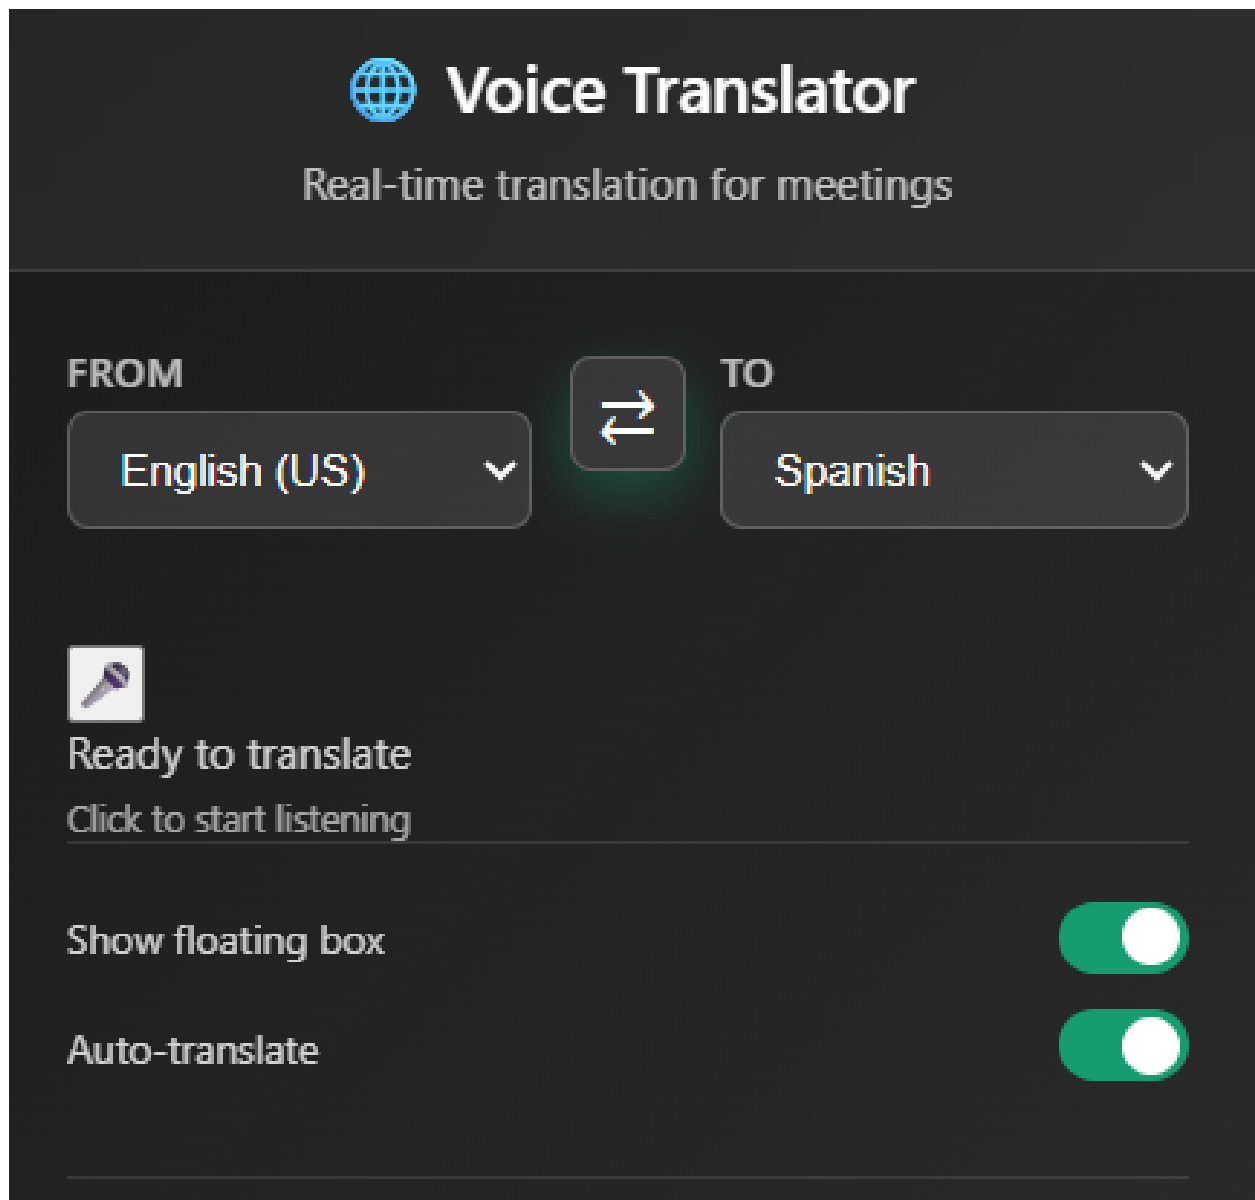 Voice Translator
Real-time translation for meetings
FROM
TO
English (US)
Spanish
Ready to translate
Click to start listening
Show floating box
Auto-translate